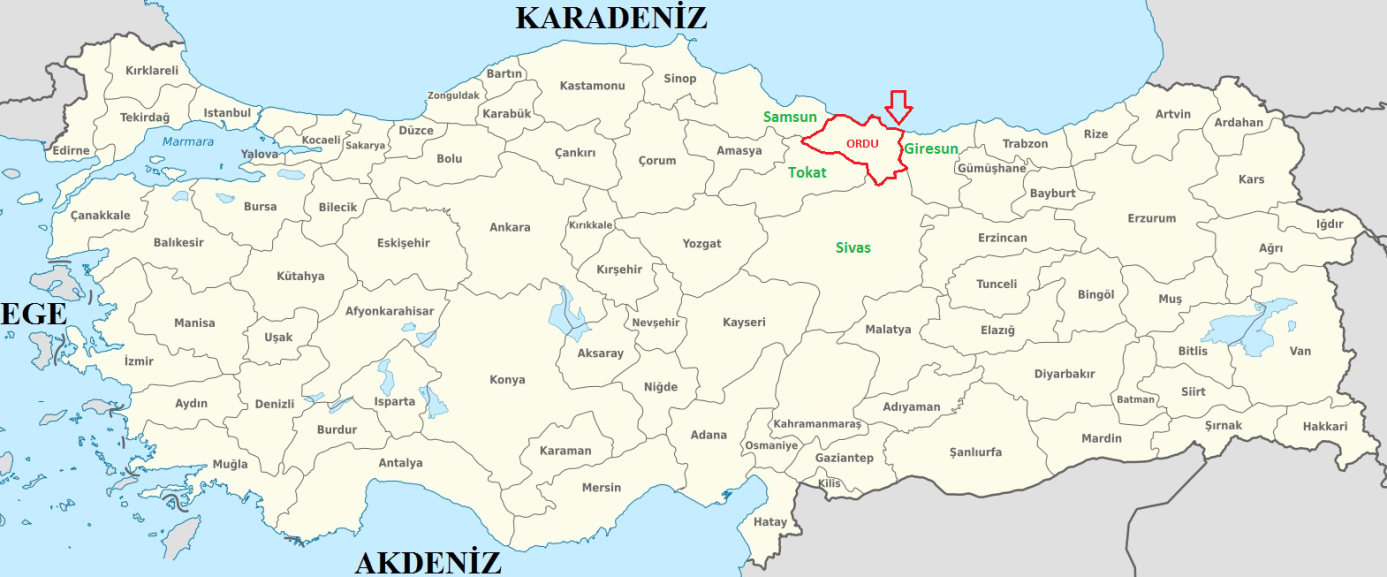 KARADENİZ
Kırklareli
Edirne
Tekirdağ
Istanbul
Marmara
Yalova
Kocaeli
Sakarya
Düzce
Zonguldak
Bartın
Karabük
Kastamonu
Sinop
Samsun
ORDU
Giresun
Trabzon
Rize
Artvin
Ardahan
Çanakkale
Bursa
Bilecik
Bolu
Çankırı
Çorum
Amasya
Tokat
Gümüşhane
Bayburt
Kars
Iğdır
Balıkesir
Kütahya
Eskişehir
Ankara
Kırıkkale
Yozgat
Sivas
Erzincan
Erzurum
Ağrı
EGE
Manisa
Uşak
Afyonkarahisar
Kırşehir
Nevşehir
Kayseri
Malatya
Tunceli
Elazığ
Bingöl
Muş
Bitlis
Van
İzmir
Aydın
Denizli
Isparta
Konya
Aksaray
Niğde
Kahramanmaraş
Adıyaman
Diyarbakır
Batman
Siirt
Muğla
Burdur
Antalya
Karaman
Mersin
Adana
Osmaniye
Gaziantep
Kilis
Şanlıurfa
Mardin
Şırnak
Hakkari
Hatay
AKDENİZ